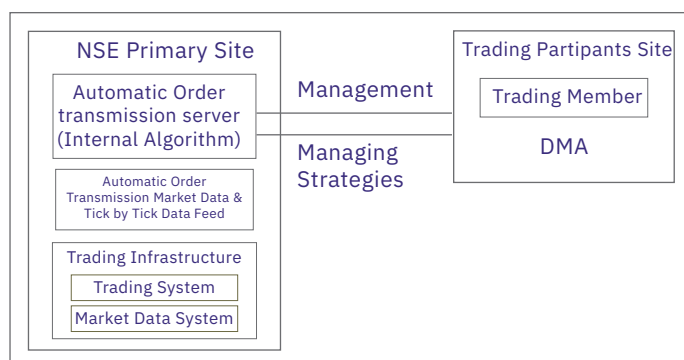 NSE Primary Site
Automatic Order
transmission server
(Internal Algorithm)
Automatic Order
Transmission Market Data &
Tick by Tick Data Feed
Trading Infrastructure
Trading System
Market Data System
Management
Managing
Strategies
Trading Partipants Site
Trading Member
DMA